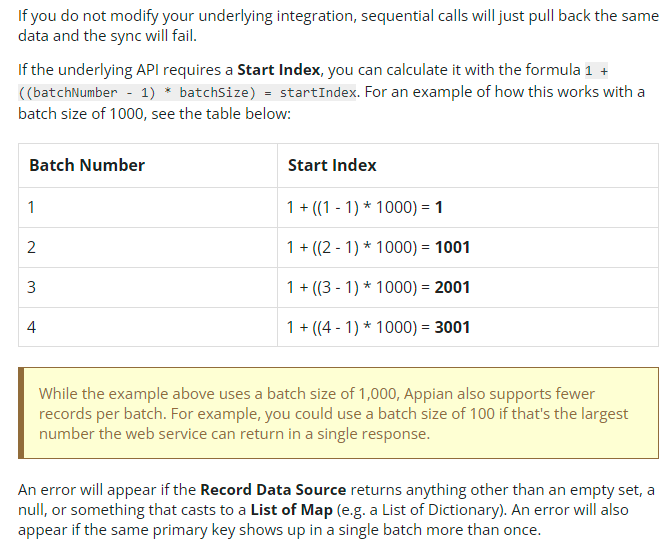 If you do not modify your underlying integration, sequential calls will just pull back the same
data and the sync will fail.
If the underlying API requires a Start Index, you can calculate it with the formula 1 +
((batchNumber - 1) * batchSize) = startIndex. For an example of how this works with a
batch size of 1000, see the table below:
Batch Number Start Index
1 1 + ((1 - 1) * 1000) = 1
2 1 + ((2 - 1) * 1000) = 1001
3 1 + ((3 - 1) * 1000) = 2001
4 1 + ((4 - 1) * 1000) = 3001
While the example above uses a batch size of 1,000, Appian also supports fewer
records per batch. For example, you could use a batch size of 100 if that's the largest
number the web service can return in a single response.
An error will appear if the Record Data Source returns anything other than an empty set, a
null, or something that casts to a List of Map (e.g. a List of Dictionary). An error will also
appear if the same primary key shows up in a single batch more than once.